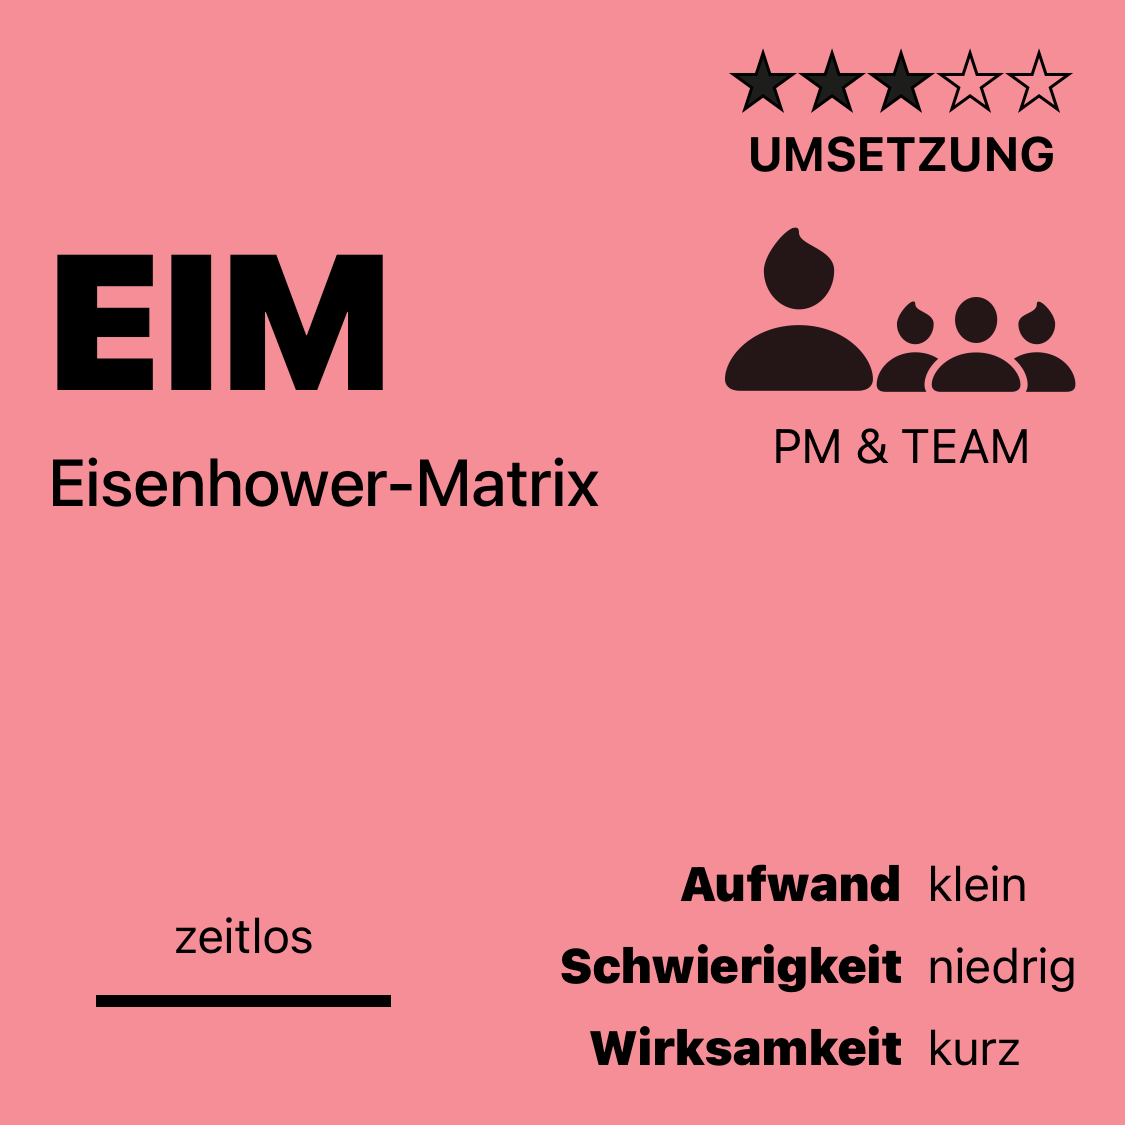 ★★★☆☆
UMSETZUNG
EIM
Eisenhower-Matrix
PM & TEAM
zeitlos
Aufwand klein
Schwierigkeit niedrig
Wirksamkeit kurz